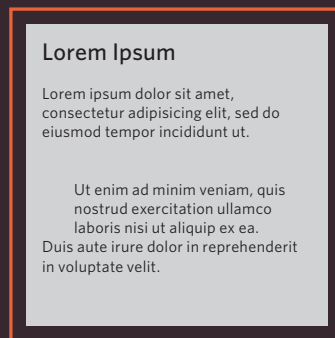 Lorem Ipsum
Lorem ipsum dolor sit amet,
consectetur adipisicing elit, sed do
eiusmod tempor incididunt ut.
Ut enim ad minim veniam, quis
nostrud exercitation ullamco
laboris nisi ut aliquip ex ea.
Duis aute irure dolor in reprehenderit
in voluptate velit.